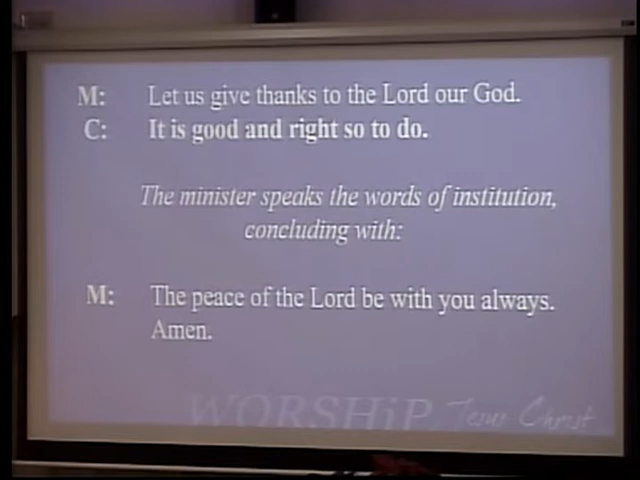 M: Let us give thanks to the Lord our God.
C: It is good and right so to do.
The minister speaks the words of institution,
concluding with:
M: The peace of the Lord be with you always.
Amen.
WORSHiP Jesus Christ